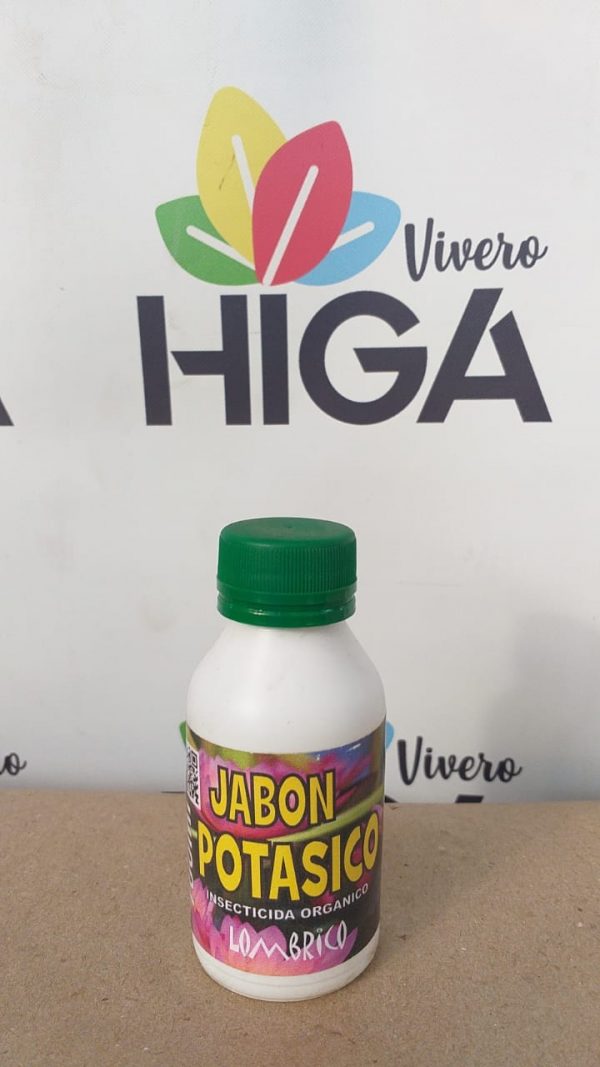 Vivero
HIGA
Vivero
JABON
POTASICO
INSECTICIDA ORGANICO
LOMBRICO